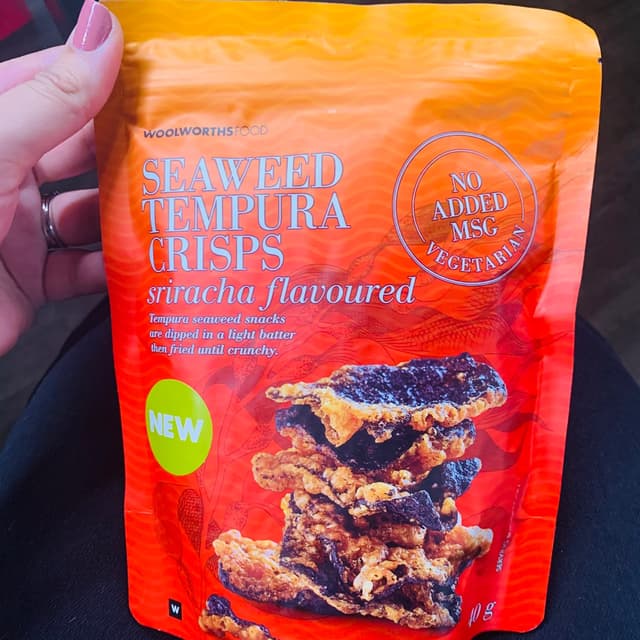 WOOLWORTHSFOOD
SEAWEED
TEMPURA
CRISPS
sriracha flavoured
Tempura seaweed snacks
are dipped in a light batter
then fried until crunchy.
NO
ADDED
MSG
VEGETARIAN
NEW
W